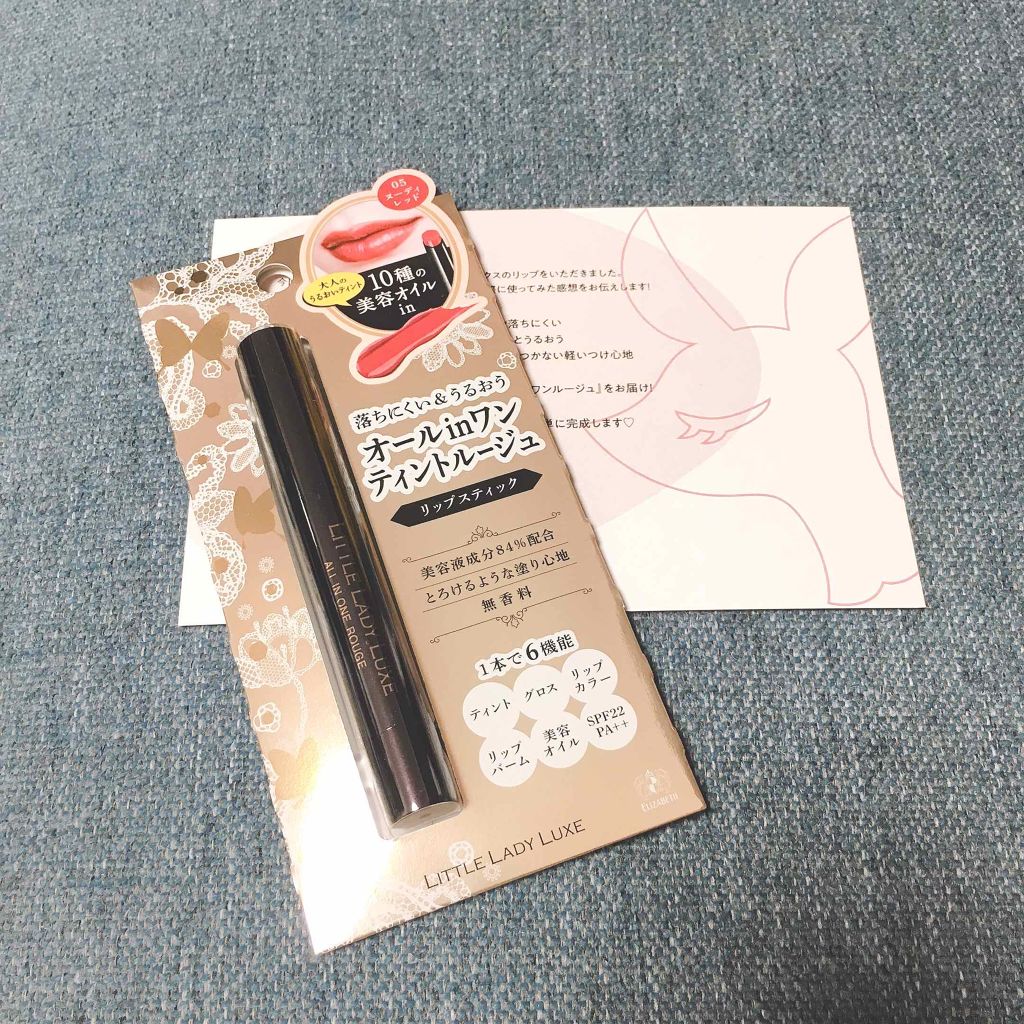 05
ヌーディ
レッド
大人の
うるおいティント
10種の
美容オイル
in
落ちにくい&うるおう
オールinワン
ティントルージュ
リップスティック
美容液成分84%配合
とろけるような塗り心地
無香料
1本で6機能
ティント
グロス
リップ
カラー
リップ
バーム
美容
オイル
SPF22
PA++
ELIZABETH
LITTLE LADY LUXE
LITTLE LADY LUXE
ALL IN ONE ROUGE
クスのリップをいただきました。
に使ってみた感想をお伝えします!
落ちにくい
とうるおう
つかない軽いつけ心地
ワンルージュ』をお届け!
単に完成します♡